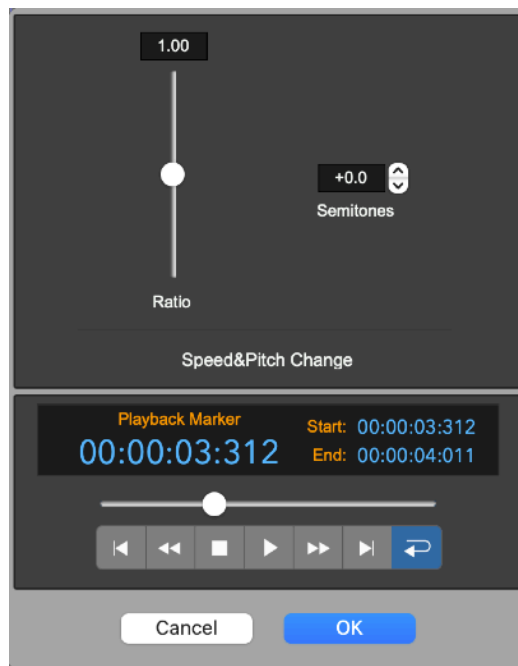 1.00
+0.0
Semitones
Ratio
Speed&Pitch Change
Playback Marker
00:00:03:312
Start: 00:00:03:312
End: 00:00:04:011
Cancel
OK